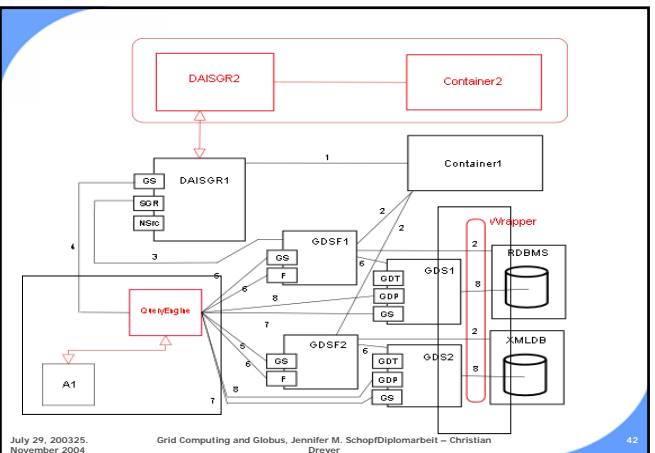 DAISGR2
Container2
1
Container1
GS
DAISGR1
SGR
NSrc
2
2
Wrapper
4
3
GDSF1
2
RDBMS
GS
6
GDS1
5
F
GDT
6
8
8
GDP
QueryEngine
7
GS
GDSF2
2
XMLDB
5
6
GDS2
GS
GDT
6
F
8
A1
8
GDP
7
GS
July 29, 200325.
November 2004
Grid Computing and Globus, Jennifer M. SchopfDiplomarbeit – Christian
Dreyer
42